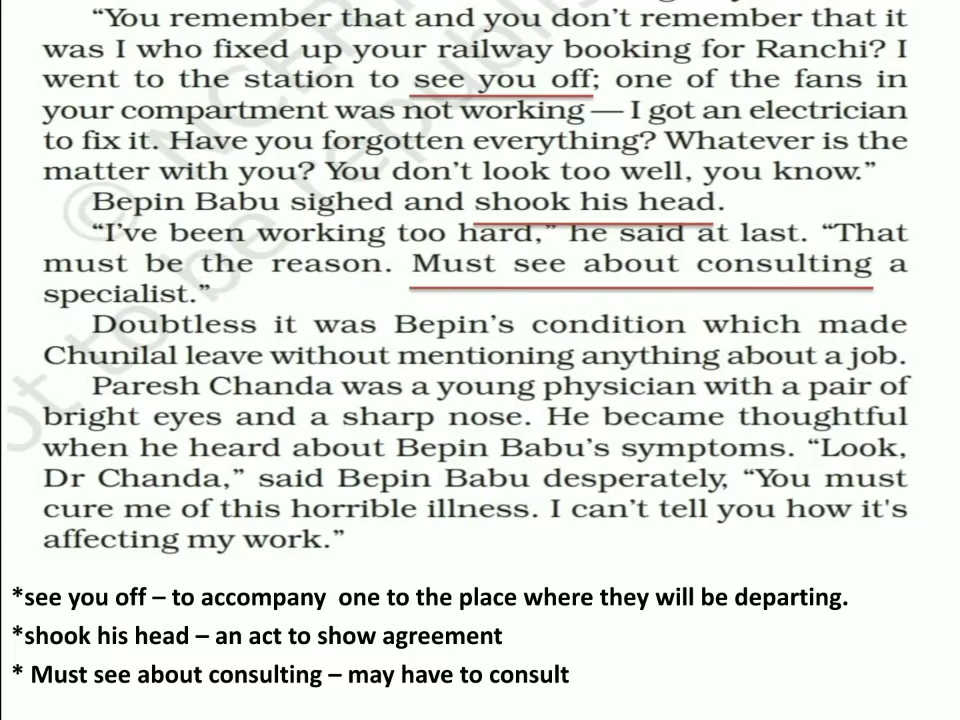 “You remember that and you don’t remember that it
was I who fixed up your railway booking for Ranchi? I
went to the station to see you off; one of the fans in
your compartment was not working — I got an electrician
to fix it. Have you forgotten everything? Whatever is the
matter with you? You don’t look too well, you know.”
Bepin Babu sighed and shook his head.
“I’ve been working too hard,” he said at last. “That
must be the reason. Must see about consulting a
specialist.”
Doubtless it was Bepin’s condition which made
Chunilal leave without mentioning anything about a job.
Paresh Chanda was a young physician with a pair of
bright eyes and a sharp nose. He became thoughtful
when he heard about Bepin Babu’s symptoms. “Look,
Dr Chanda,” said Bepin Babu desperately, “You must
cure me of this horrible illness. I can’t tell you how it's
affecting my work.”
*see you off – to accompany one to the place where they will be departing.
*shook his head – an act to show agreement
* Must see about consulting – may have to consult